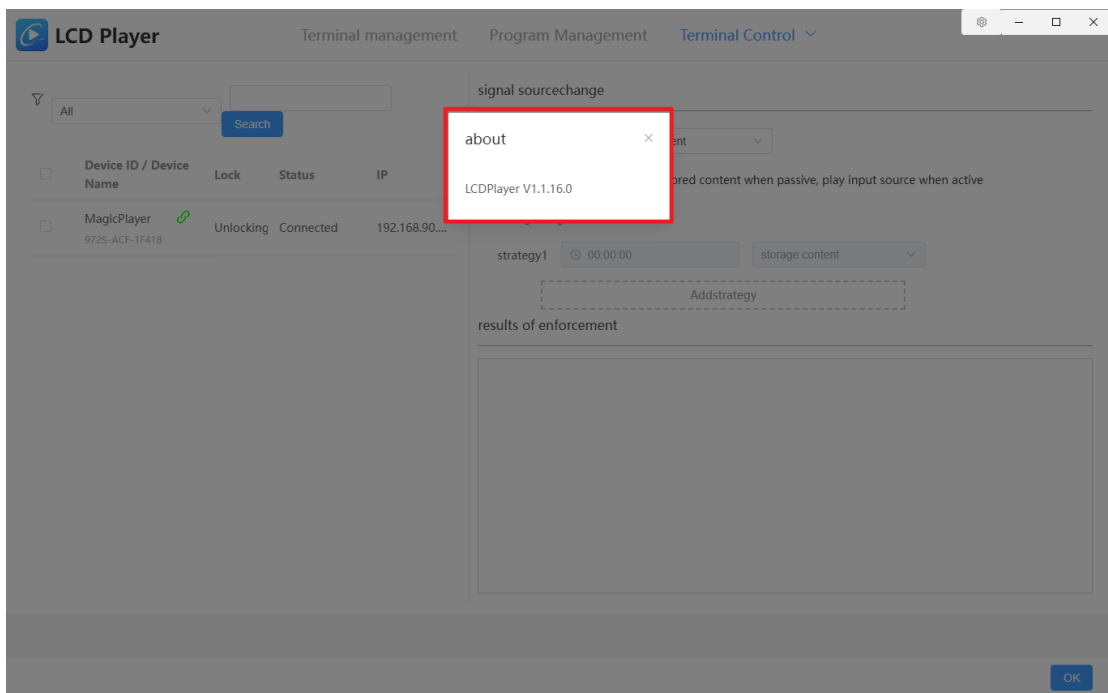 LCD Player
Terminal management Program Management Terminal Control
All
Search
Device ID / Device Name Lock Status IP
MagicPlayer
972S-ACF-1F418
Unlocking Connected 192.168.90....
signal sourcechange
about
LCDPlayer V1.1.16.0
ored content when passive, play input source when active
strategy1 00:00:00 storage content
Addstrategy
results of enforcement
OK